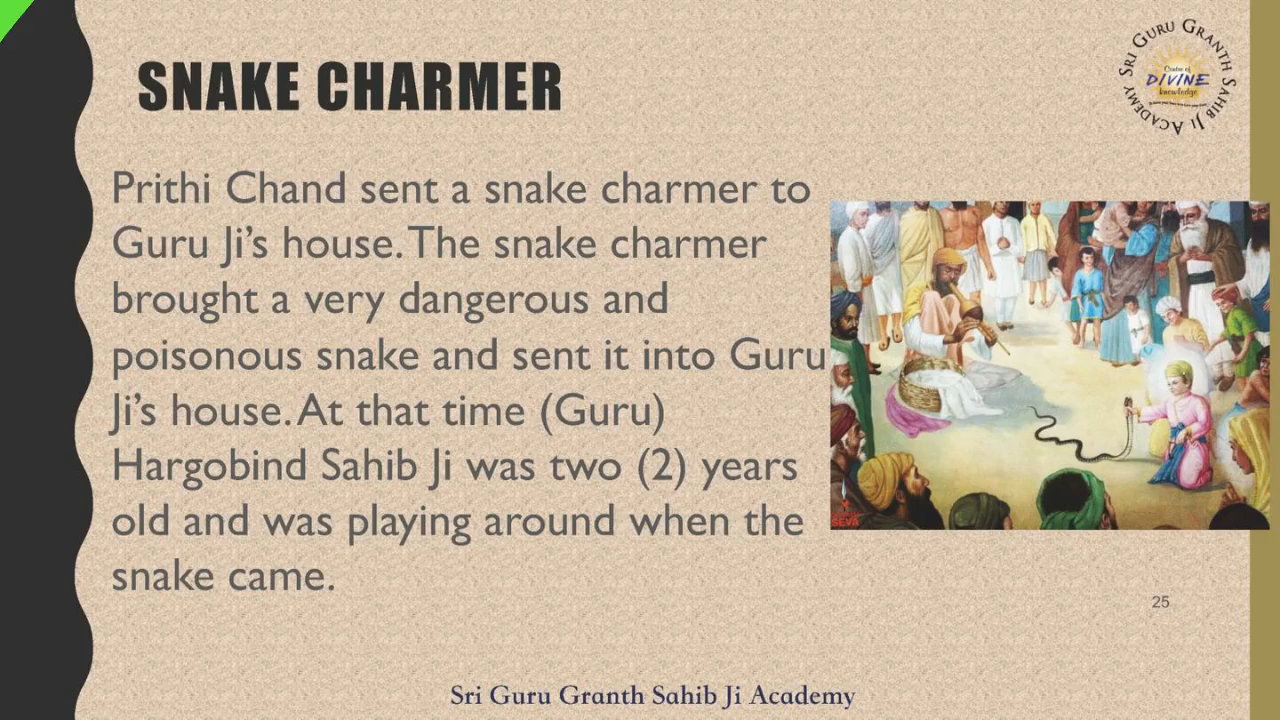 SNAKE CHARMER
SRI GURU GRANTH SAHIB JI ACADEMY
Centre of
DIVINE
knowledge
Prithi Chand sent a snake charmer to
Guru Ji’s house. The snake charmer
brought a very dangerous and
poisonous snake and sent it into Guru
Ji’s house. At that time (Guru)
Hargobind Sahib Ji was two (2) years
old and was playing around when the
snake came.
SEVA
25
Sri Guru Granth Sahib Ji Academy